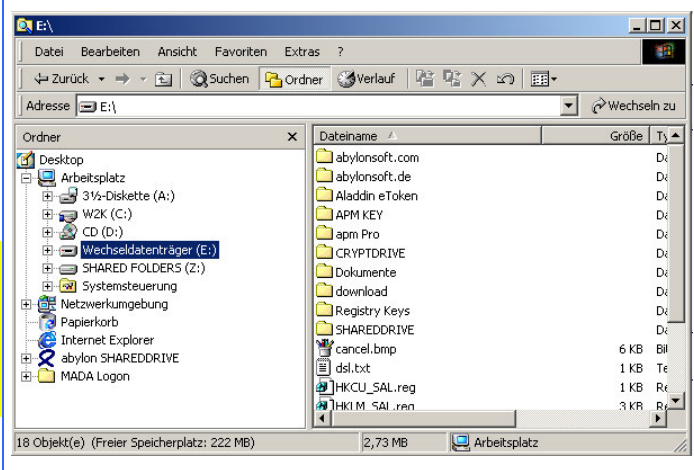 E:\
Datei Bearbeiten Ansicht Favoriten Extras ?
Zurück Suchen Ordner Verlauf
Adresse E:\ Wechseln zu
Ordner x
Desktop
Arbeitsplatz
3½-Diskette (A:)
W2K (C:)
CD (D:)
Wechseldatenträger (E:)
SHARED FOLDERS (Z:)
Systemsteuerung
Netzwerkumgebung
Papierkorb
Internet Explorer
abylon SHAREDDRIVE
MADA Logon
Dateiname Größe
abylonsoft.com
abylonsoft.de
Aladdin eToken
APM KEY
apm Pro
CRYPTDRIVE
Dokumente
download
Registry Keys
SHAREDDRIVE
cancel.bmp 6 KB
dsl.txt 1 KB
HKCU_SAL.reg 1 KB
HKLM_SAL.reg 3 KB
18 Objekt(e) (Freier Speicherplatz: 222 MB) 2,73 MB Arbeitsplatz